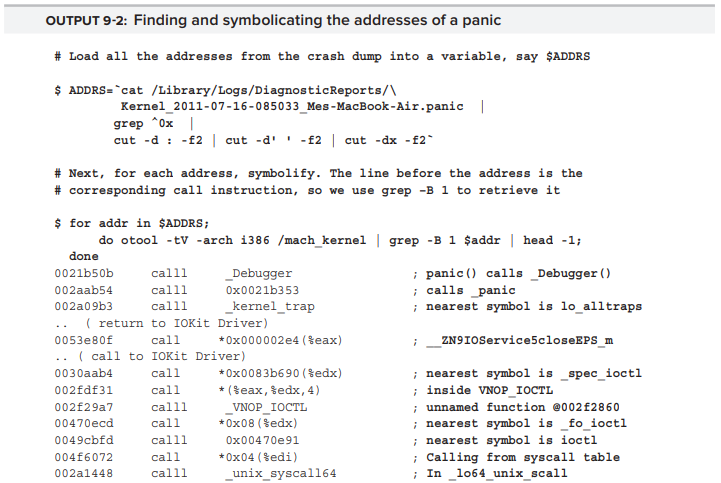 OUTPUT 9-2: Finding and symbolicating the addresses of a panic
# Load all the addresses from the crash dump into a variable, say $ADDRS
$ ADDRS=`cat /Library/Logs/DiagnosticReports/\
Kernel_2011-07-16-085033_Mes-MacBook-Air.panic |
grep ^0x |
cut -d : -f2 | cut -d' ' -f2 | cut -dx -f2`
# Next, for each address, symbolify. The line before the address is the
# corresponding call instruction, so we use grep -B 1 to retrieve it
$ for addr in $ADDRS;
do otool -tV -arch i386 /mach_kernel | grep -B 1 $addr | head -1;
done
0021b50b calll _Debugger ; panic() calls _Debugger()
002aab54 calll 0x0021b353 ; calls _panic
002a09b3 calll _kernel_trap ; nearest symbol is lo_alltraps
.. ( return to IOKit Driver)
0053e80f call *0x000002e4(%eax) ; __ZN9IOService5closeEPS_m
.. ( call to IOKit Driver)
0030aab4 call *0x0083b690(%edx) ; nearest symbol is _spec_ioctl
002fdf31 call *(%eax,%edx,4) ; inside VNOP_IOCTL
002f29a7 calll _VNOP_IOCTL ; unnamed function @002f2860
00470ecd call *0x08(%edx) ; nearest symbol is _fo_ioctl
0049cbfd calll 0x00470e91 ; nearest symbol is ioctl
004f6072 call *0x04(%edi) ; Calling from syscall table
002a1448 calll _unix_syscall64 ; In _lo64_unix_scall